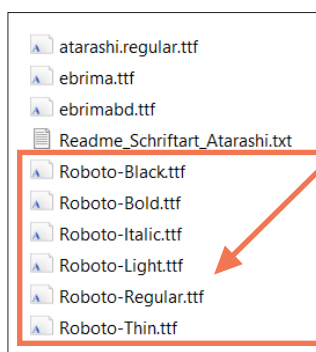 atarashi.regular.ttf
ebrima.ttf
ebrimabd.ttf
Readme_Schriftart_Atarashi.txt
Roboto-Black.ttf
Roboto-Bold.ttf
Roboto-Italic.ttf
Roboto-Light.ttf
Roboto-Regular.ttf
Roboto-Thin.ttf